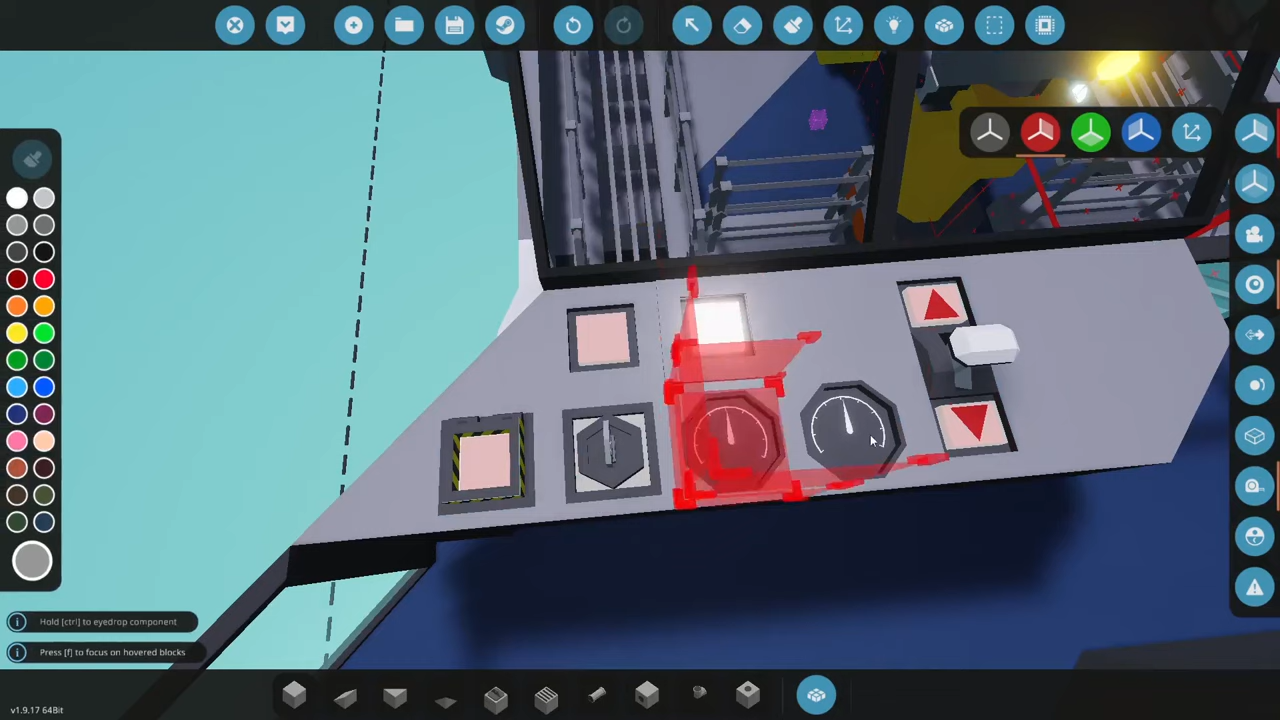 Hold [ctrl] to eyedrop component
Press [f] to focus on hovered blocks
v1.9.17 64Bit